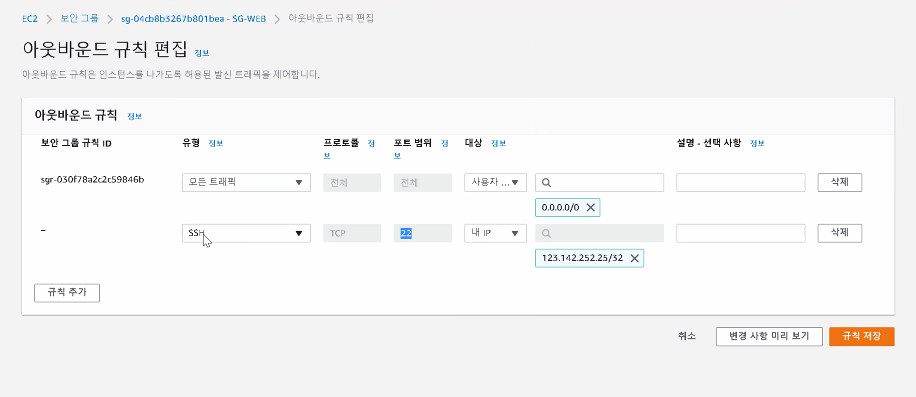 EC2 > 보안 그룹 > sg-04cb8b3267b801bea - SG-WEB > 아웃바운드 규칙 편집
아웃바운드 규칙 편집 정보
아웃바운드 규칙은 인스턴스를 나가도록 허용된 발신 트래픽을 제어합니다.
아웃바운드 규칙 정보
보안 그룹 규칙 ID 유형 정보 프로토콜 정보 포트 범위 정보 대상 정보 설명 - 선택 사항 정보
sgr-030f78a2c2c59846b 모든 트래픽 전체 전체 사용자 ... 삭제
0.0.0.0/0
– SSH TCP 22 내 IP 삭제
123.142.252.25/32
규칙 추가
취소 변경 사항 미리 보기 규칙 저장